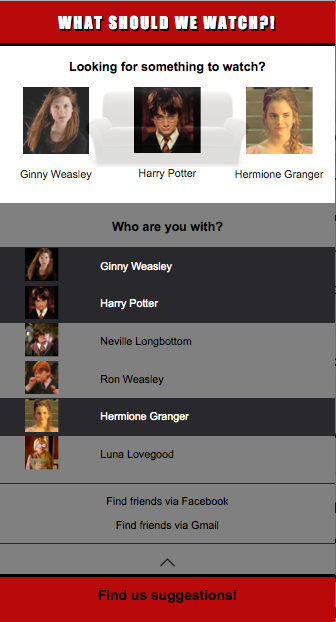 WHAT SHOULD WE WATCH?!
Looking for something to watch?
Ginny Weasley Harry Potter Hermione Granger
Who are you with?
Ginny Weasley
Harry Potter
Neville Longbottom
Ron Weasley
Hermione Granger
Luna Lovegood
Find friends via Facebook
Find friends via Gmail
Find us suggestions!